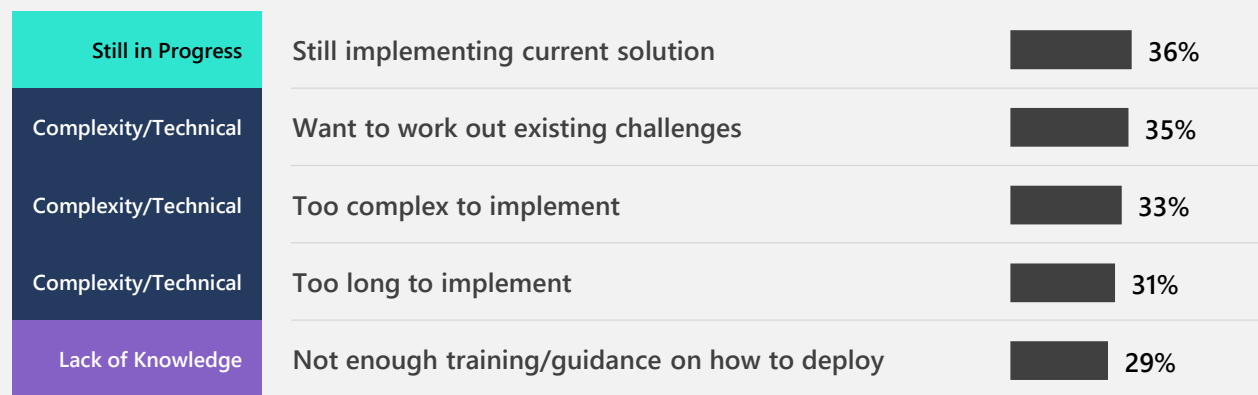 Still in Progress Still implementing current solution 36%
Complexity/Technical Want to work out existing challenges 35%
Complexity/Technical Too complex to implement 33%
Complexity/Technical Too long to implement 31%
Lack of Knowledge Not enough training/guidance on how to deploy 29%